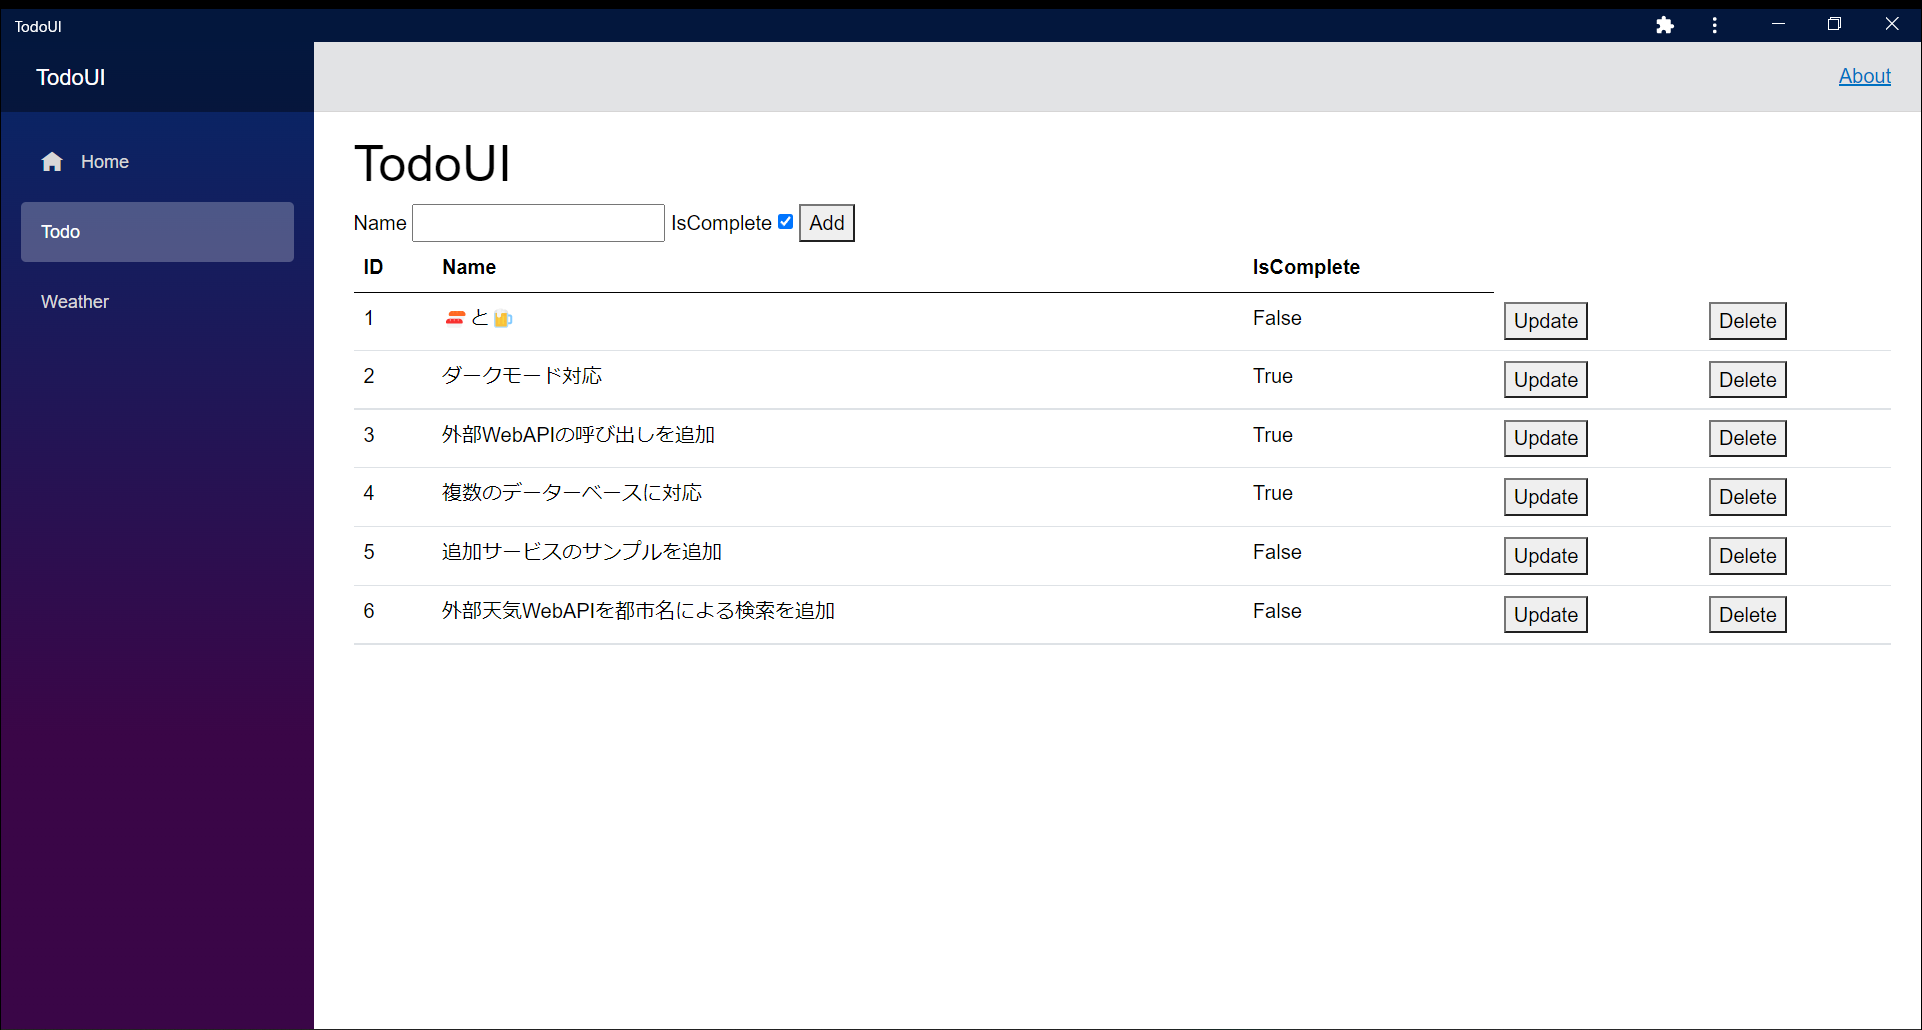 TodoUI
TodoUI
About
Home
Todo
Weather
TodoUI
Name IsComplete Add
ID Name IsComplete
1 🌭と🍺 False Update Delete
2 ダークモード対応 True Update Delete
3 外部WebAPIの呼び出しを追加 True Update Delete
4 複数のデーターベースに対応 True Update Delete
5 追加サービスのサンプルを追加 False Update Delete
6 外部天気WebAPIを都市名による検索を追加 False Update Delete